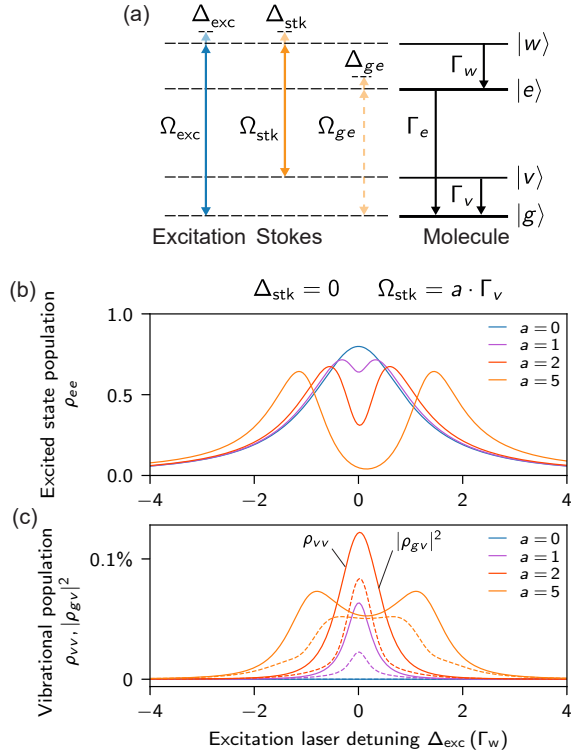 (a)
Δexc
Δstk
Δge
|w⟩
Γw
|e⟩
Ωexc
Ωstk
Ωge
Γe
|v⟩
Γv
|g⟩
Excitation Stokes Molecule
(b)
Δstk = 0 Ωstk = a · Γv
Excited state population
ρee
1.0
0.5
0.0
a = 0
a = 1
a = 2
a = 5
−4 −2 0 2 4
(c)
Vibrational population
ρvv, |ρgv|²
0.1%
0
ρvv
|ρgv|²
a = 0
a = 1
a = 2
a = 5
−4 −2 0 2 4
Excitation laser detuning Δexc (Γw)